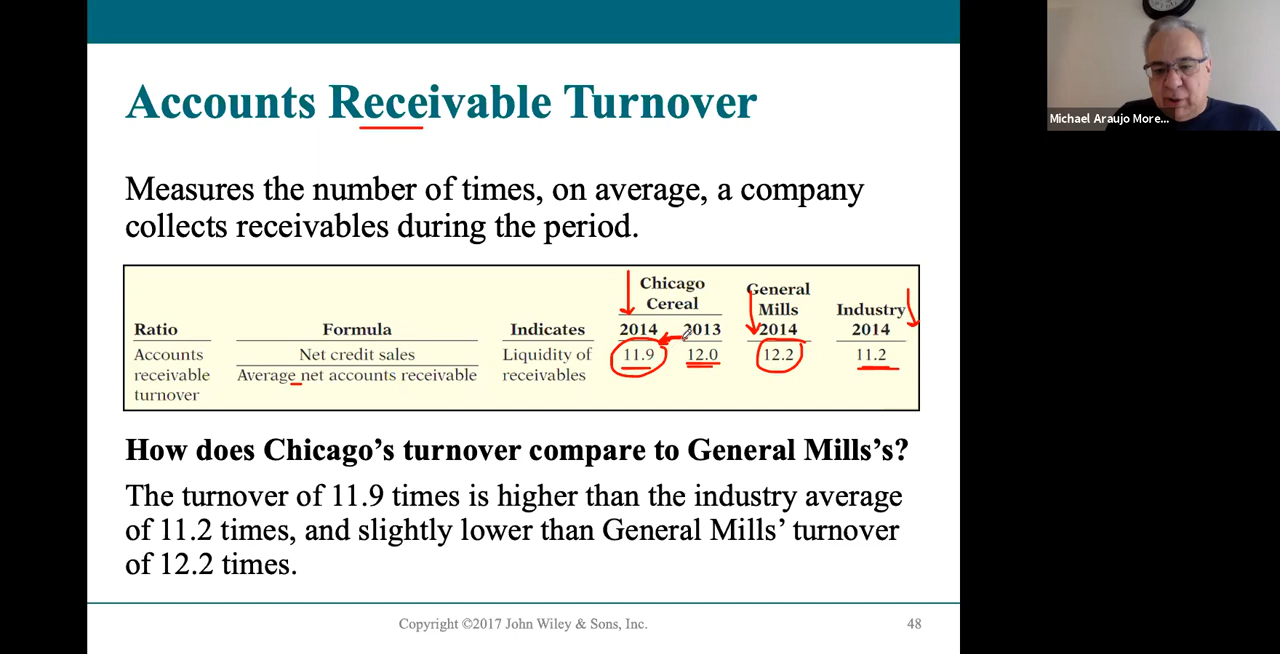 Accounts Receivable Turnover
Michael Araujo More...
Measures the number of times, on average, a company
collects receivables during the period.
Chicago
Cereal
General
Mills
2014
Industry
2014
Ratio
Formula
Indicates
2014
2013
Accounts
receivable
turnover
Net credit sales
Average net accounts receivable
Liquidity of
receivables
11.9
12.0
12.2
11.2
How does Chicago’s turnover compare to General Mills’s?
The turnover of 11.9 times is higher than the industry average
of 11.2 times, and slightly lower than General Mills’ turnover
of 12.2 times.
Copyright ©2017 John Wiley & Sons, Inc.
48